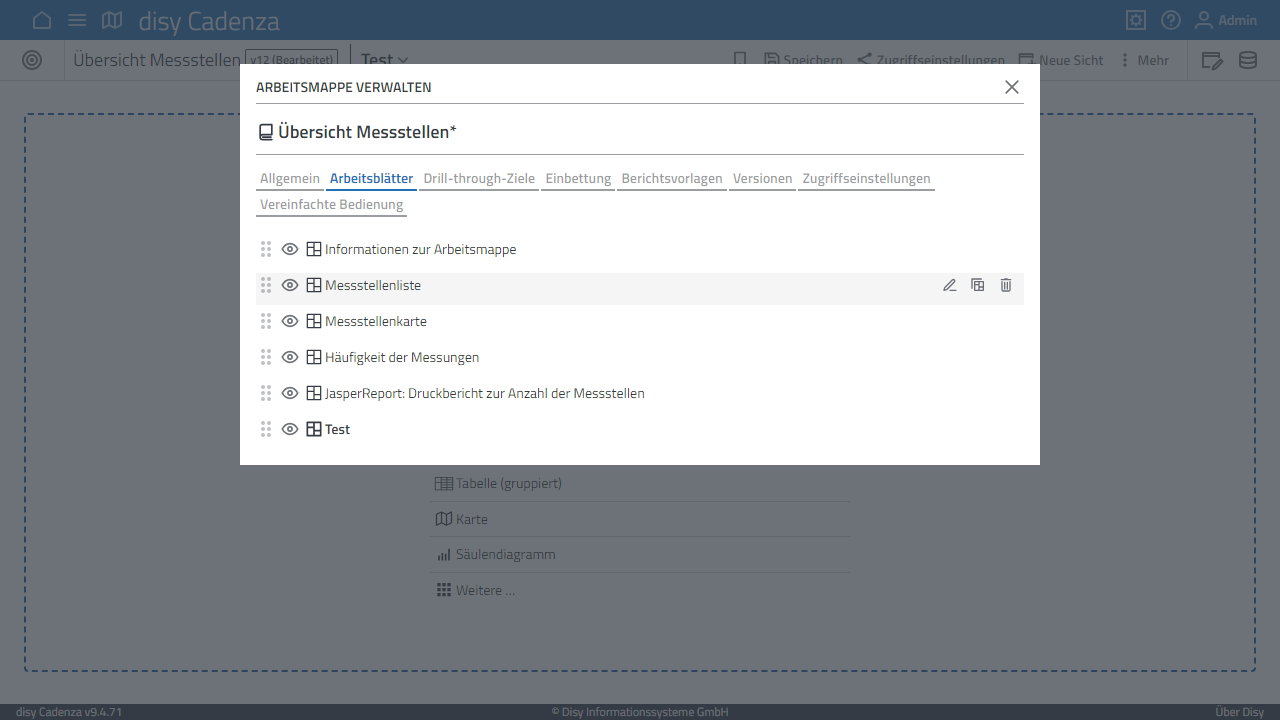 disy Cadenza
Admin
Übersicht Messstellen v12 (Bearbeitet) Test Speichern Zugriffseinstellungen Neue Sicht Mehr
ARBEITSMAPPE VERWALTEN
Übersicht Messstellen*
Allgemein Arbeitsblätter Drill-through-Ziele Einbettung Berichtsvorlagen Versionen Zugriffseinstellungen
Vereinfachte Bedienung
Informationen zur Arbeitsmappe
Messstellenliste
Messstellenkarte
Häufigkeit der Messungen
JasperReport: Druckbericht zur Anzahl der Messstellen
Test
Tabelle (gruppiert)
Karte
Säulendiagramm
Weitere ...
disy Cadenza v9.4.71 © Disy Informationssysteme GmbH Über Disy